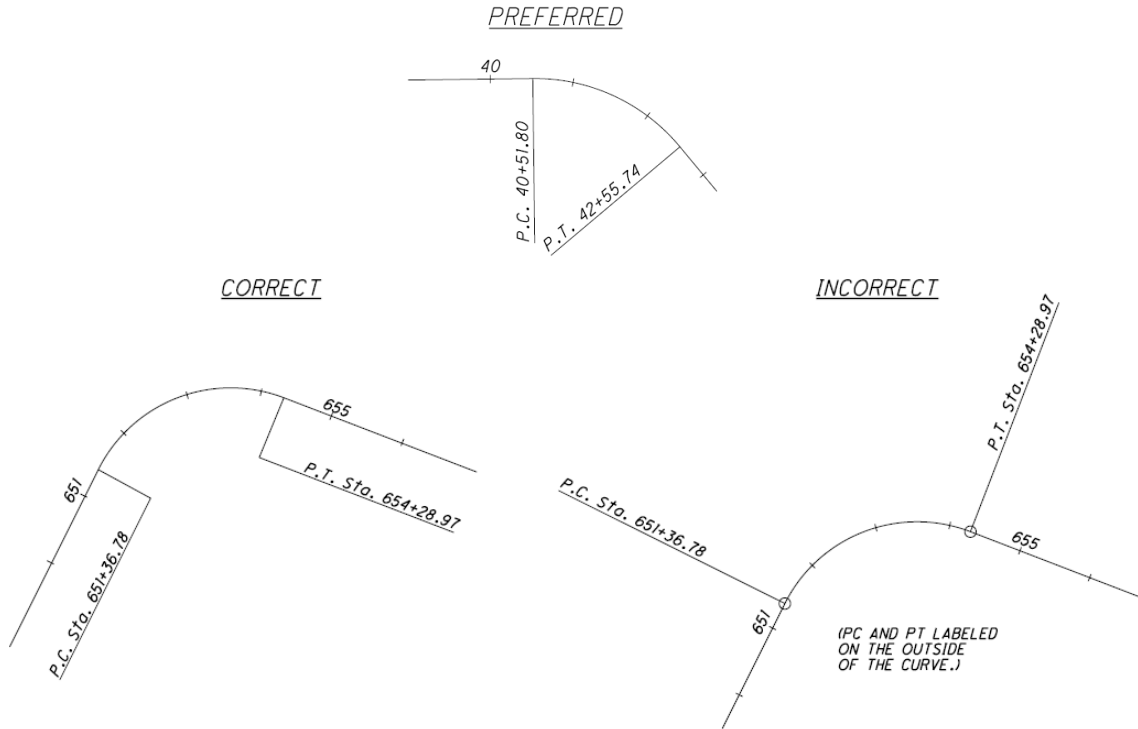 PREFERRED
40
P.C. 40+51.80
P.T. 42+55.74
CORRECT
651
655
P.C. Sta. 651+36.78
P.T. Sta. 654+28.97
INCORRECT
P.C. Sta. 651+36.78
P.T. Sta. 654+28.97
651
655
(PC AND PT LABELED
ON THE OUTSIDE
OF THE CURVE.)